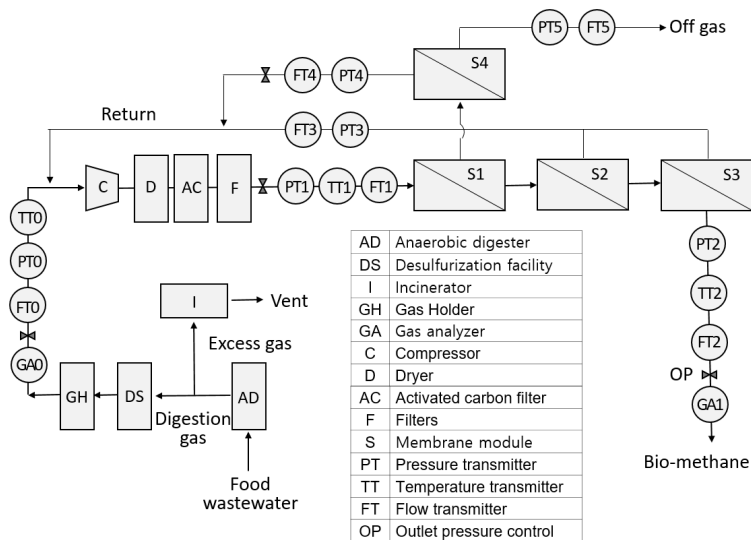 PT5
FT5
Off gas
S4
FT4
PT4
Return
FT3
PT3
C
D
AC
F
PT1
TT1
FT1
S1
S2
S3
TT0
PT0
FT0
GA0
PT2
TT2
FT2
OP
GA1
Bio-methane
I
Vent
Excess gas
GH
DS
AD
Digestion
gas
Food
wastewater
AD Anaerobic digester
DS Desulfurization facility
I Incinerator
GH Gas Holder
GA Gas analyzer
C Compressor
D Dryer
AC Activated carbon filter
F Filters
S Membrane module
PT Pressure transmitter
TT Temperature transmitter
FT Flow transmitter
OP Outlet pressure control